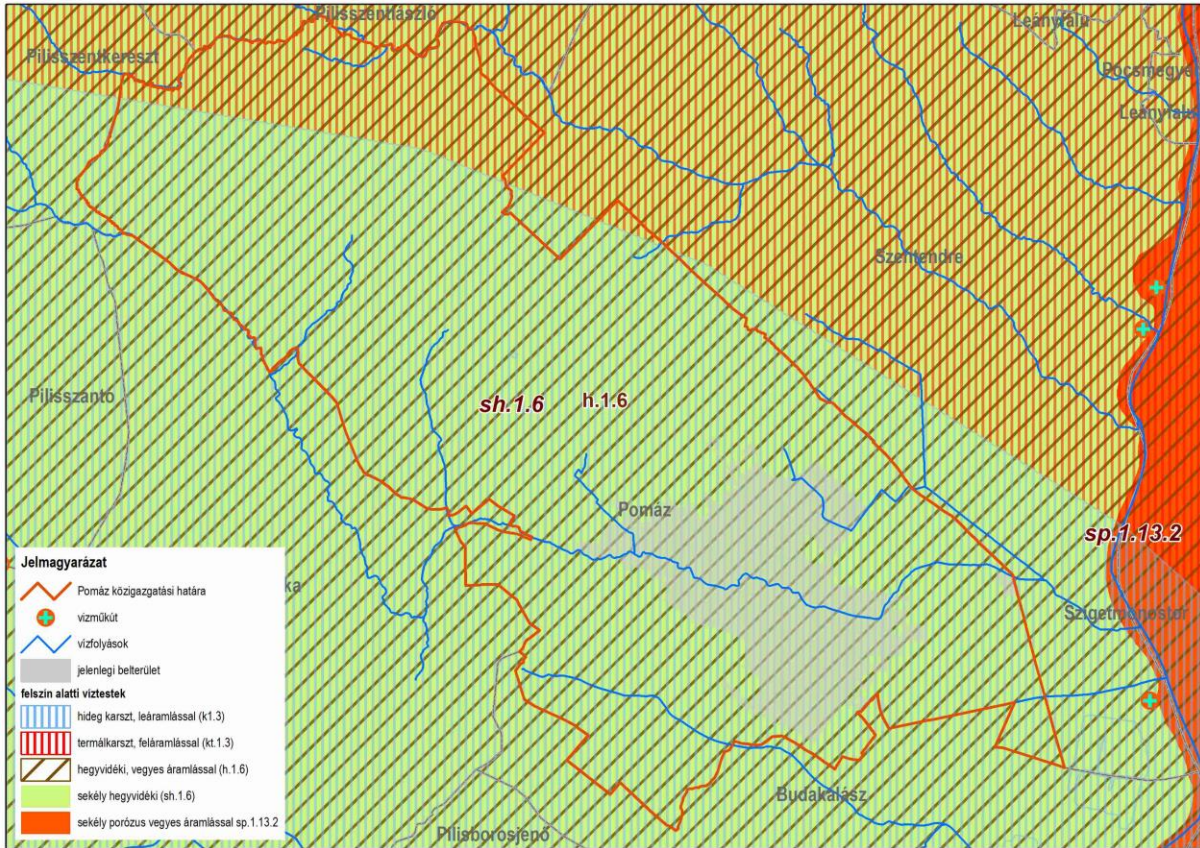 Pilisszentlászló
Leányfalu
Pilisszentkereszt
Pócsmegyer
Leányfalu
Szentendre
Pilisszántó
sh.1.6
h.1.6
Pomáz
sp.1.13.2
Szigetmonostor
Budakalász
Pilisborosjenő
ka
Jelmagyarázat
Pomáz közigazgatási határa
vizműkút
vízfolyások
jelenlegi belterület
felszín alatti víztestek
hideg karszt, leáramlással (k1.3)
termálkarszt, feláramlással (kt.1.3)
hegyvidéki, vegyes áramlással (h.1.6)
sekély hegyvidéki (sh.1.6)
sekély porózus vegyes áramlással sp.1.13.2